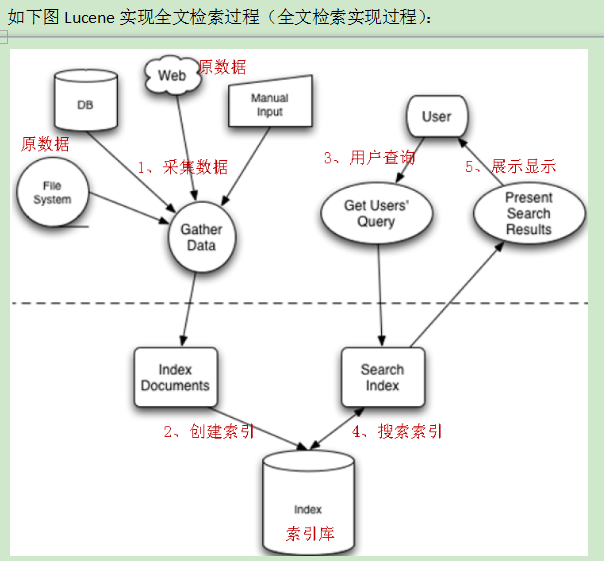 如下图 Lucene 实现全文检索过程（全文检索实现过程）：
DB
Web
原数据
Manual
Input
原数据
File
System
1、采集数据
Gather
Data
User
3、用户查询
5、展示显示
Get Users'
Query
Present
Search
Results
Index
Documents
Search
Index
2、创建索引
4、搜索索引
Index
索引库